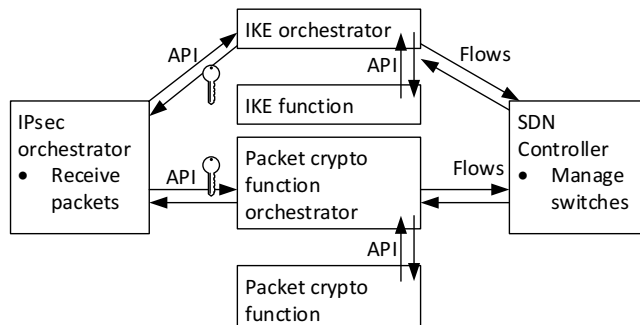 IKE orchestrator
API
Flows
API
IKE function
IPsec
orchestrator
• Receive
packets
SDN
Controller
• Manage
switches
Packet crypto
function
orchestrator
API
Flows
API
Packet crypto
function